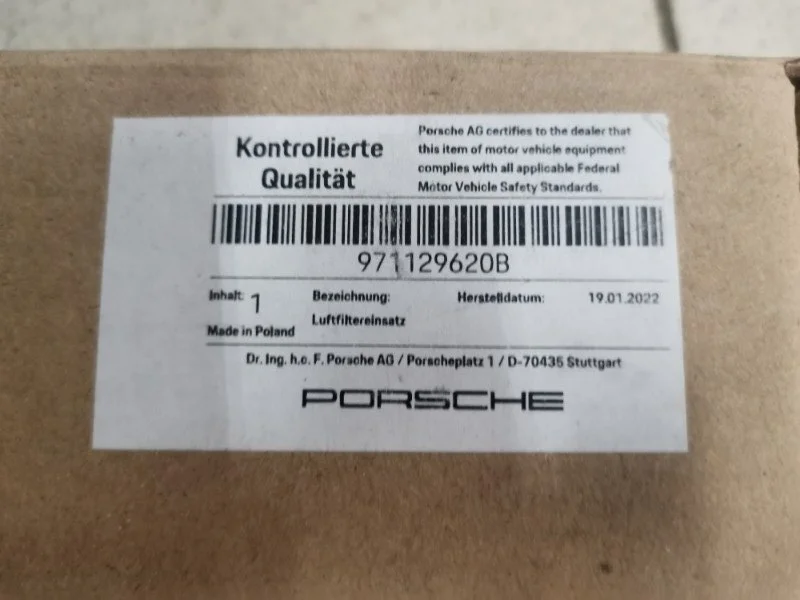 Kontrollierte
Qualität
Porsche AG certifies to the dealer that
this item of motor vehicle equipment
complies with all applicable Federal
Motor Vehicle Safety Standards.
971129620B
Inhalt: 1
Bezeichnung:
Herstelldatum: 19.01.2022
Luftfiltereinsatz
Made in Poland
Dr. Ing. h.c. F. Porsche AG / Porscheplatz 1 / D-70435 Stuttgart
PORSCHE